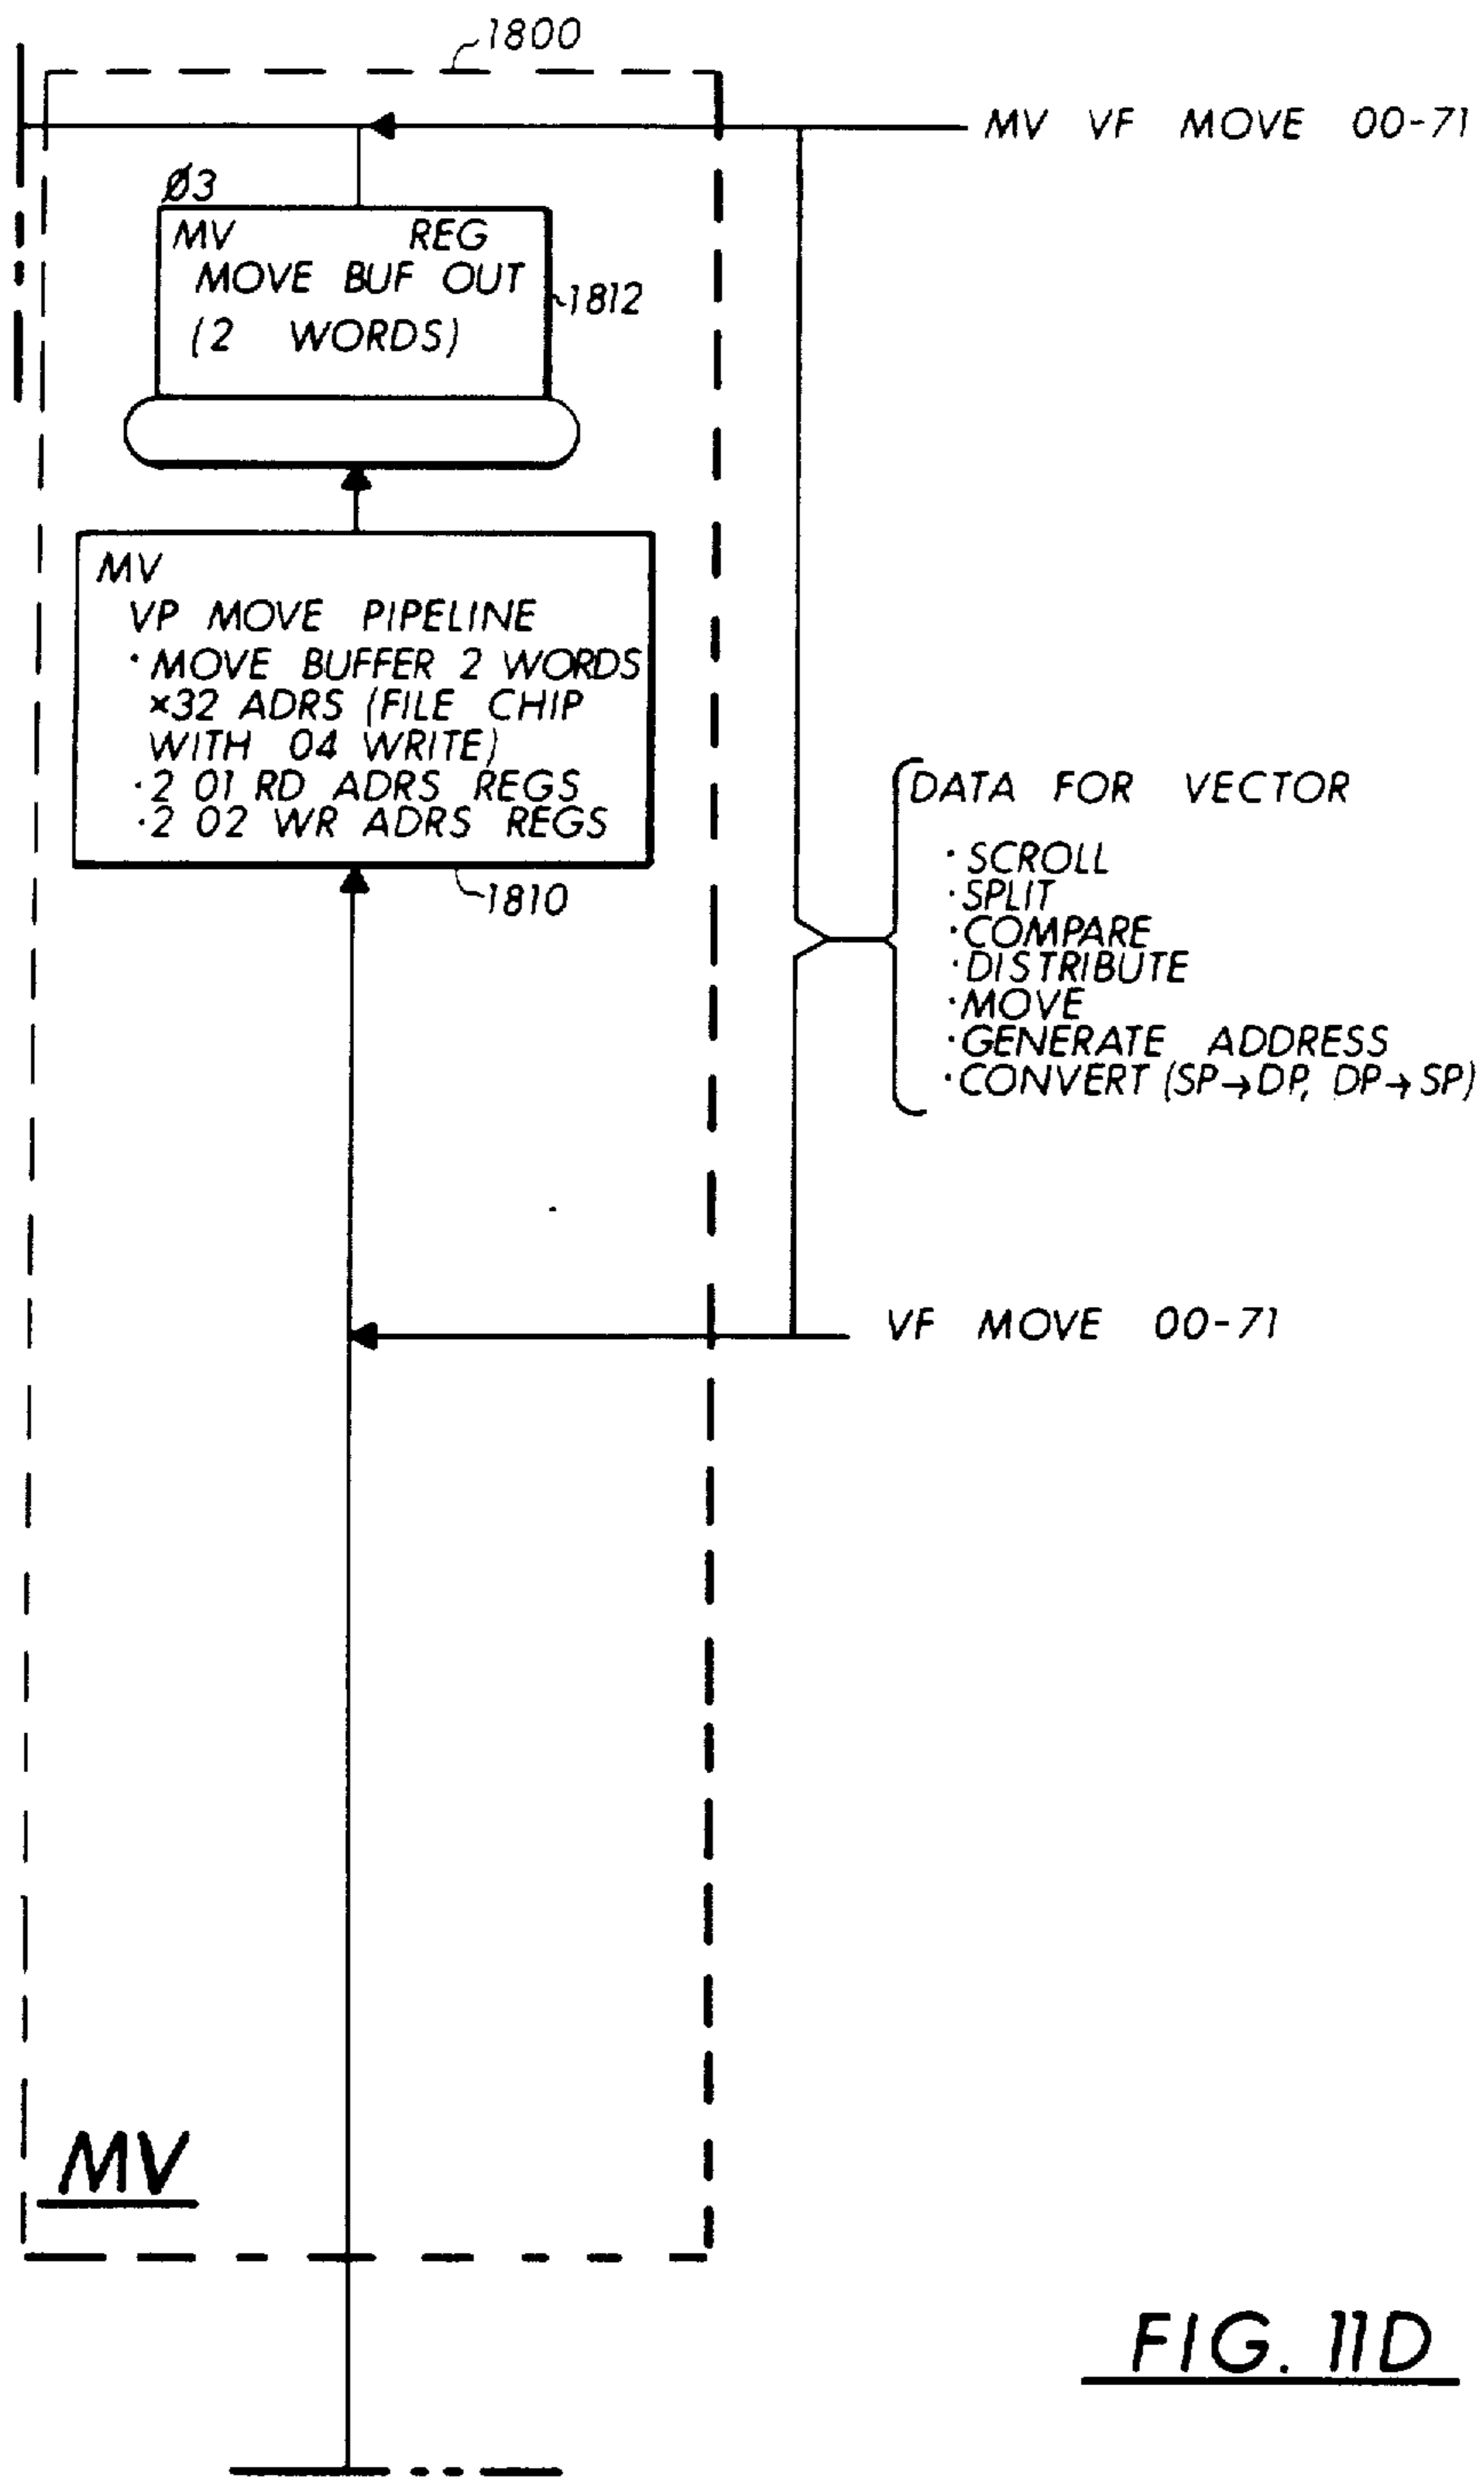 1800
MV VF MOVE 00-71
Ø3
MV REG
MOVE BUF OUT
(2 WORDS)
1812
MV
VP MOVE PIPELINE
·MOVE BUFFER 2 WORDS
×32 ADRS (FILE CHIP
WITH 04 WRITE)
·2 01 RD ADRS REGS
·2 02 WR ADRS REGS
1810
DATA FOR VECTOR
·SCROLL
·SPLIT
·COMPARE
·DISTRIBUTE
·MOVE
·GENERATE ADDRESS
·CONVERT (SP→DP, DP→SP)
VF MOVE 00-71
MV
FIG. 11D